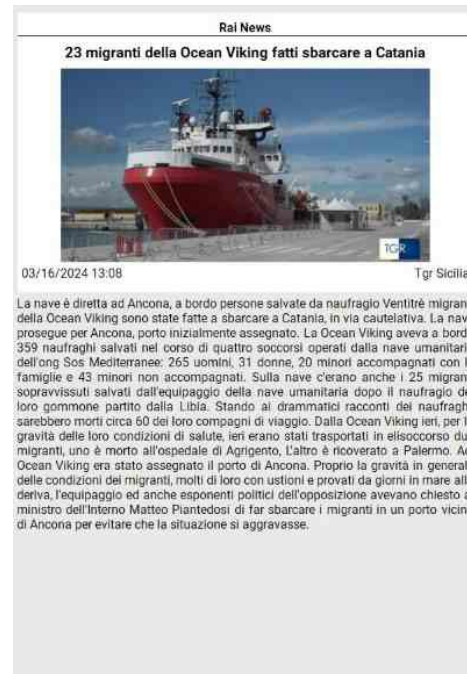 Rai News
23 migranti della Ocean Viking fatti sbarcare a Catania
TGR
03/16/2024 13:08
Tgr Sicilia
La nave è diretta ad Ancona, a bordo persone salvate da naufragio Ventitrè migran
della Ocean Viking sono state fatte a sbarcare a Catania, in via cautelativa. La nav
prosegue per Ancona, porto inizialmente assegnato. La Ocean Viking aveva a bord
359 naufraghi salvati nel corso di quattro soccorsi operati dalla nave umanitari
dell'ong Sos Mediterranee: 265 uomini, 31 donne, 20 minori accompagnati con l
famiglie e 43 minori non accompagnati. Sulla nave c'erano anche i 25 migran
sopravvissuti salvati dall'equipaggio della nave umanitaria dopo il naufragio de
loro gommone partito dalla Libia. Stando ai drammatici racconti dei naufragh
sarebbero morti circa 60 dei loro compagni di viaggio. Dalla Ocean Viking ieri, per l
gravità delle loro condizioni di salute, ieri erano stati trasportati in elisoccorso du
migranti, uno è morto all'ospedale di Agrigento, L'altro è ricoverato a Palermo. Ad
Ocean Viking era stato assegnato il porto di Ancona. Proprio la gravità in general
delle condizioni dei migranti, molti di loro con ustioni e provati da giorni in mare all
deriva, l'equipaggio ed anche esponenti politici dell'opposizione avevano chiesto a
ministro dell'Interno Matteo Piantedosi di far sbarcare i migranti in un porto vicin
di Ancona per evitare che la situazione si aggravasse.